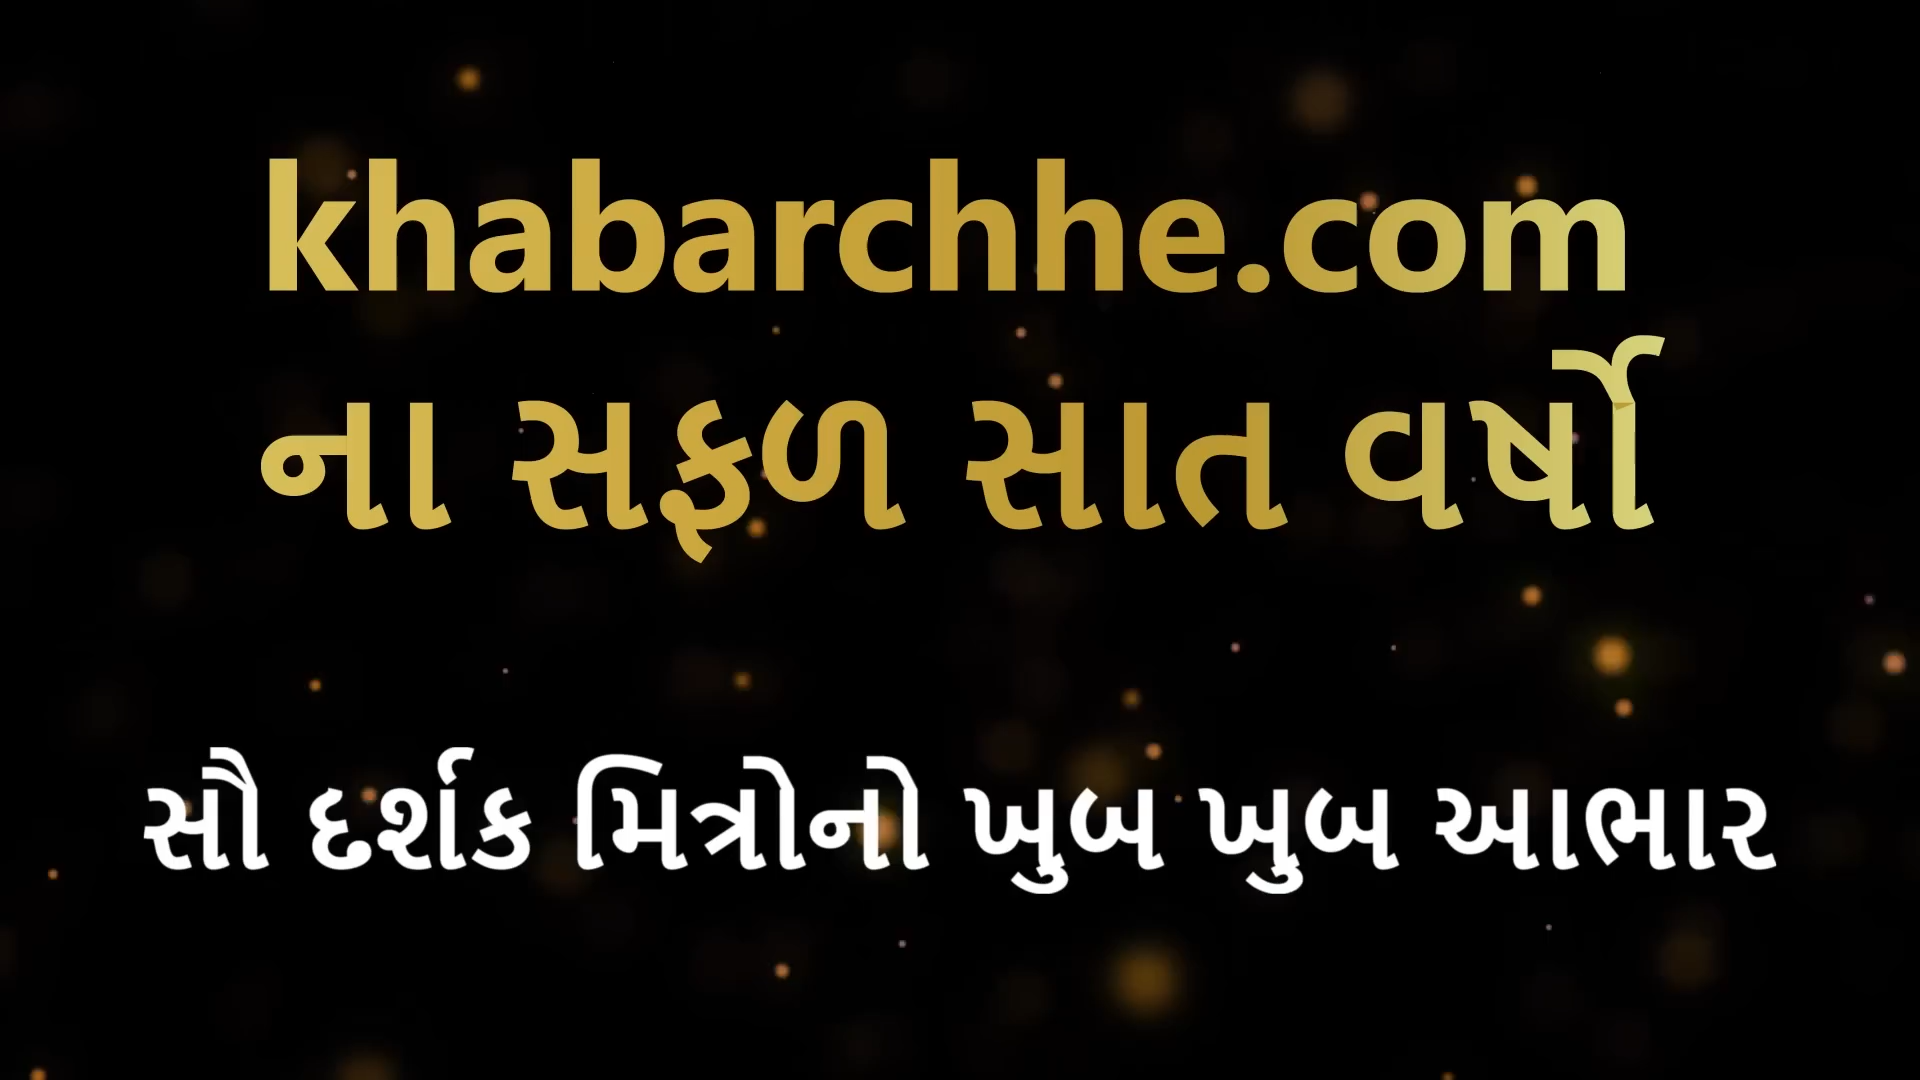 khabarchhe.com
ના સફળ સાત વર્ષો
સૌ દર્શક મિત્રોનો ખુબ ખુબ આભાર